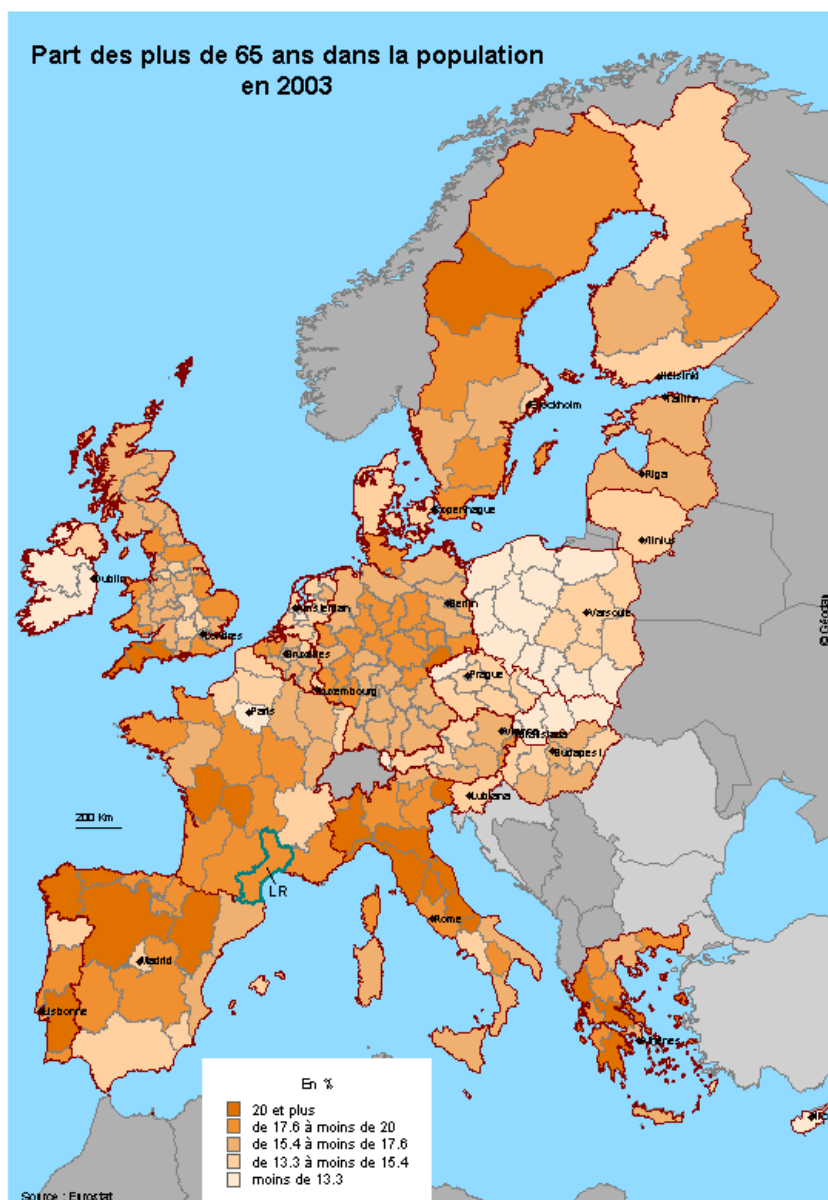 Part des plus de 65 ans dans la population
en 2003
Helsinki
Tallinn
Stockholm
Riga
Copenhague
Vilnius
Dublin
Amsterdam
Berlin
Varsovie
Londres
Bruxelles
Prague
Luxembourg
Paris
Bratislava
Budapest
Ljubljana
200 Km
LR
Rome
Madrid
Lisbonne
Athènes
En %
20 et plus
de 17.6 à moins de 20
de 15.4 à moins de 17.6
de 13.3 à moins de 15.4
moins de 13.3
Source : Eurostat